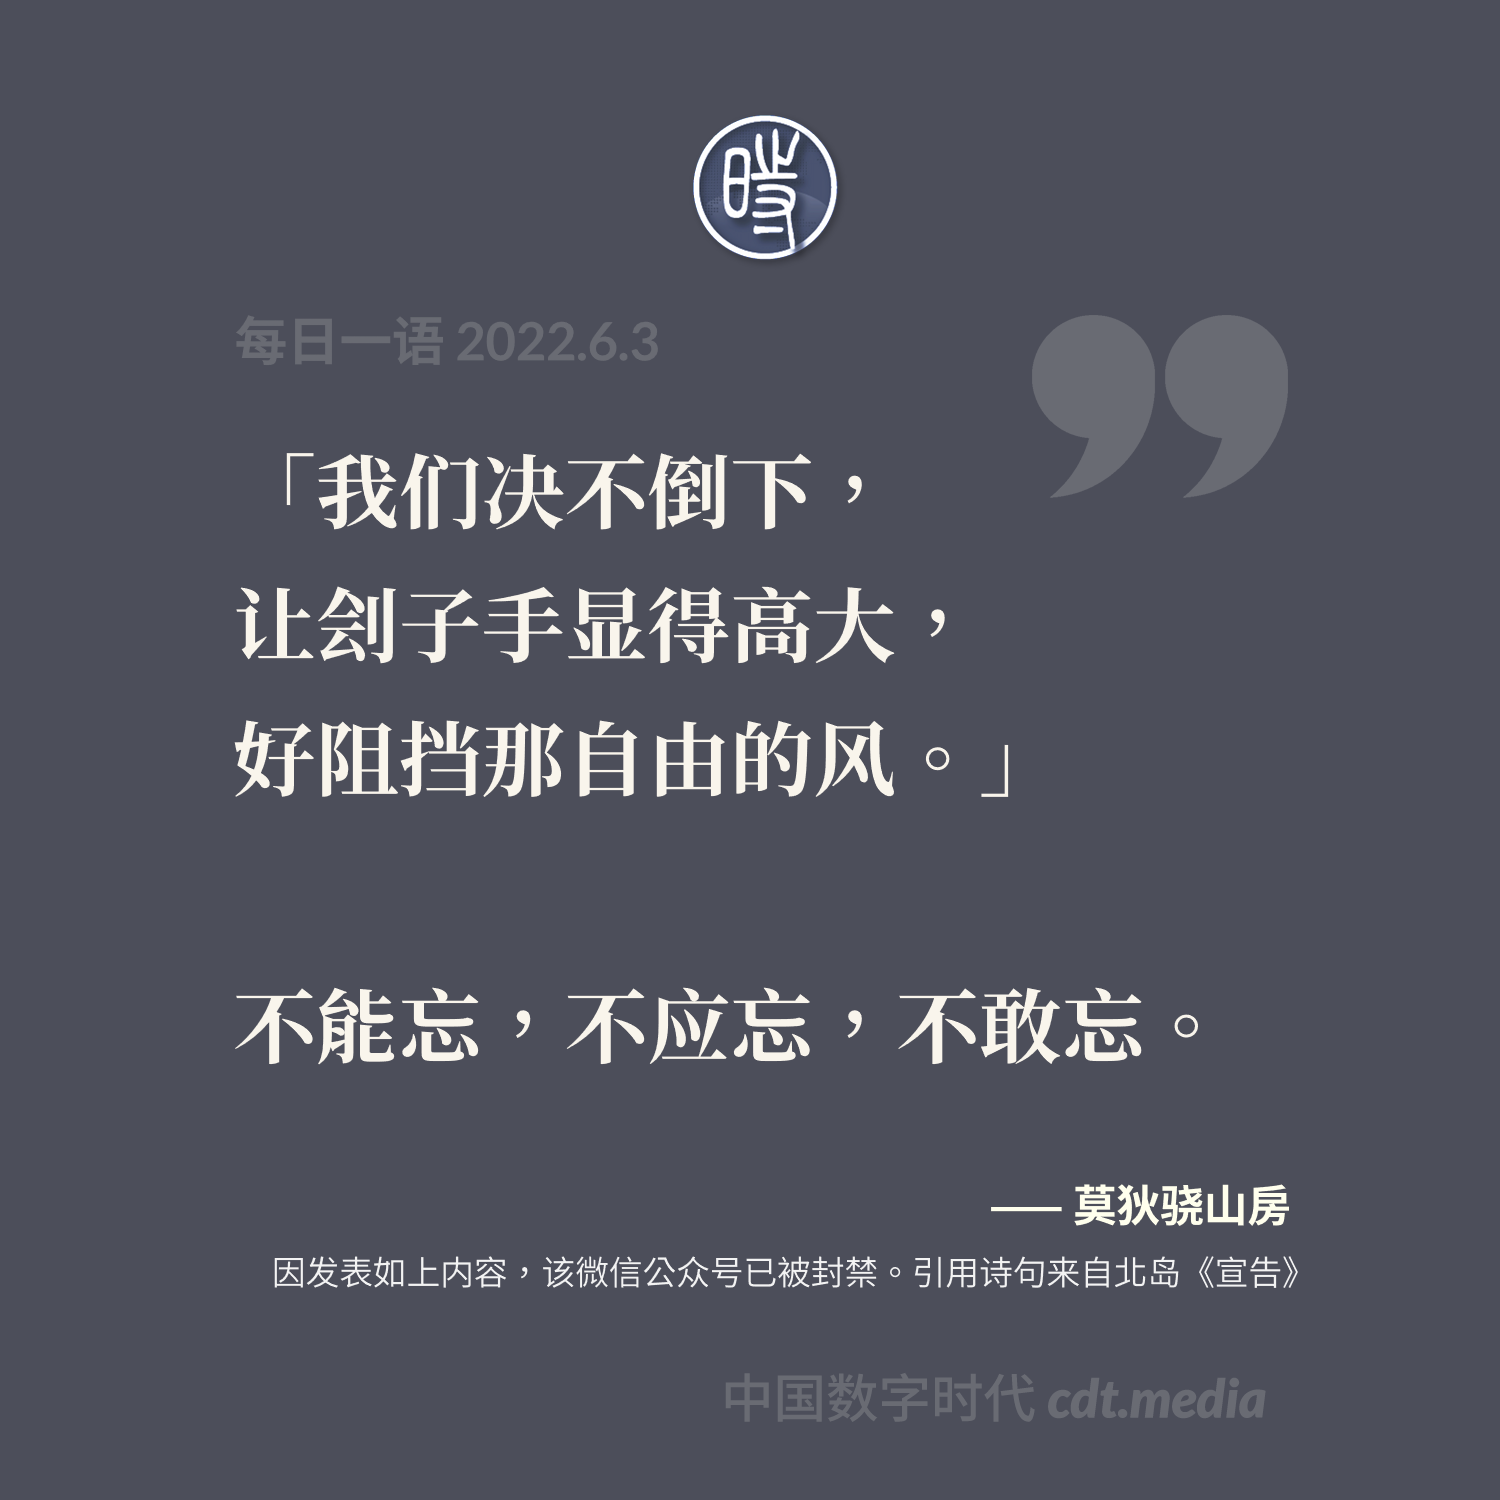 時
每日一语 2022.6.3
「我们决不倒下，
让刽子手显得高大，
好阻挡那自由的风。」
不能忘，不应忘，不敢忘。
—— 莫狄骁山房
因发表如上内容，该微信公众号已被封禁。引用诗句来自北岛《宣告》
中国数字时代 cdt.media